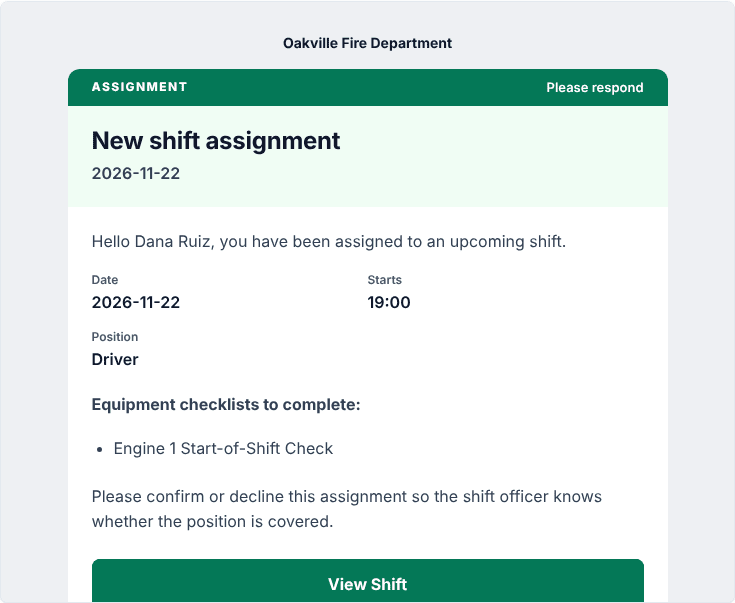 Oakville Fire Department
ASSIGNMENT
Please respond
New shift assignment
2026-11-22
Hello Dana Ruiz, you have been assigned to an upcoming shift.
Date
Starts
2026-11-22
19:00
Position
Driver
Equipment checklists to complete:
• Engine 1 Start-of-Shift Check
Please confirm or decline this assignment so the shift officer knows
whether the position is covered.
View Shift